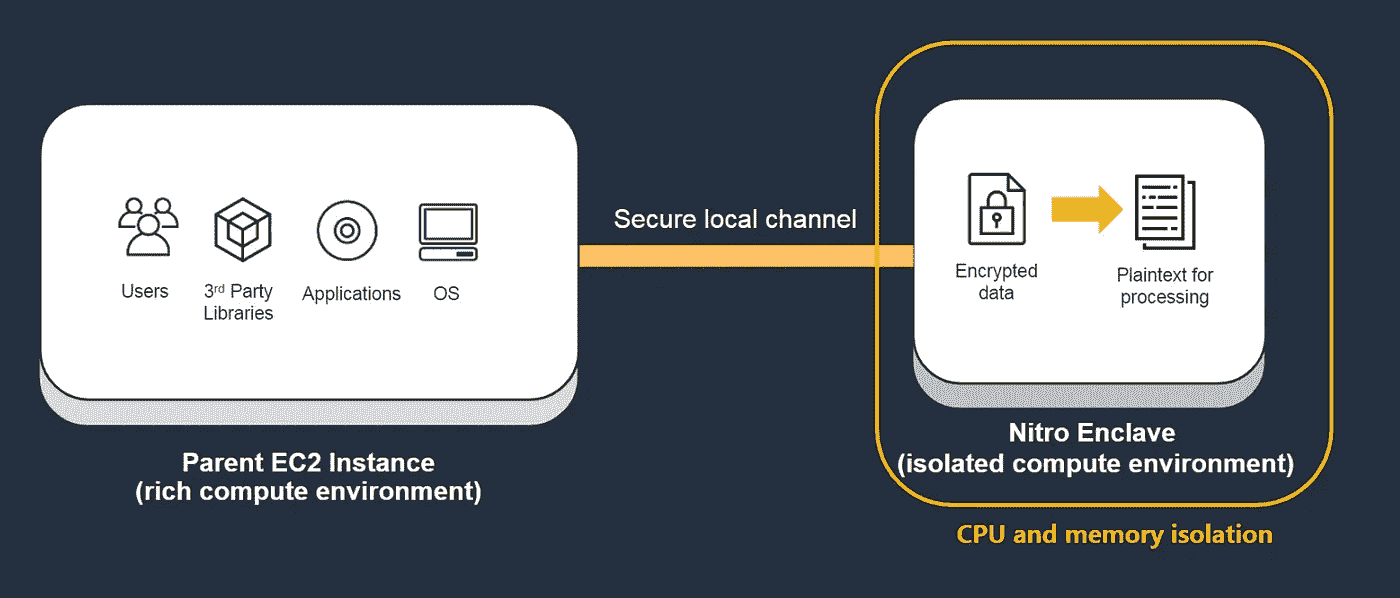 Users
3rd Party
Libraries
Applications
OS
Parent EC2 Instance
(rich compute environment)
Secure local channel
Encrypted
data
Plaintext for
processing
Nitro Enclave
(isolated compute environment)
CPU and memory isolation